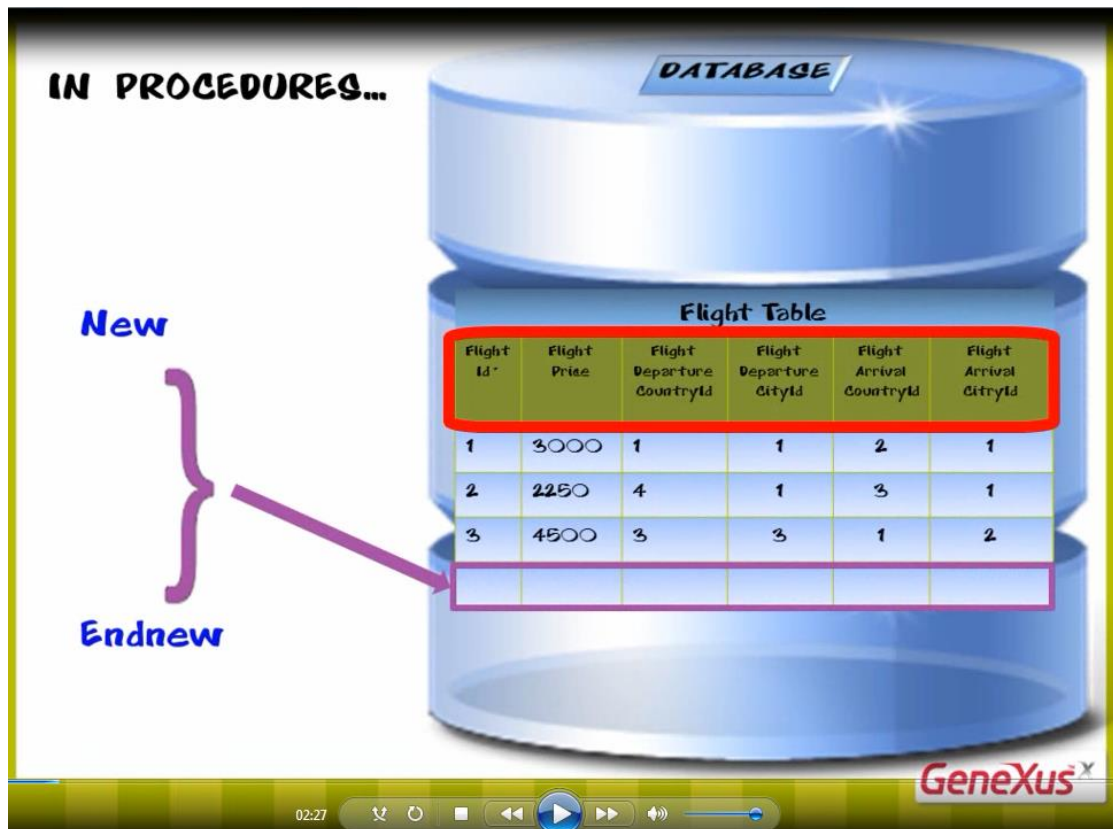 IN PROCEDURES...
DATABASE
New
Endnew
Flight Table
Flight Id*
Flight Price
Flight Departure CountryId
Flight Departure CityId
Flight Arrival CountryId
Flight Arrival CitryId
1 3000 1 1 2 1
2 2250 4 1 3 1
3 4500 3 3 1 2
GeneXus™ X
02:27